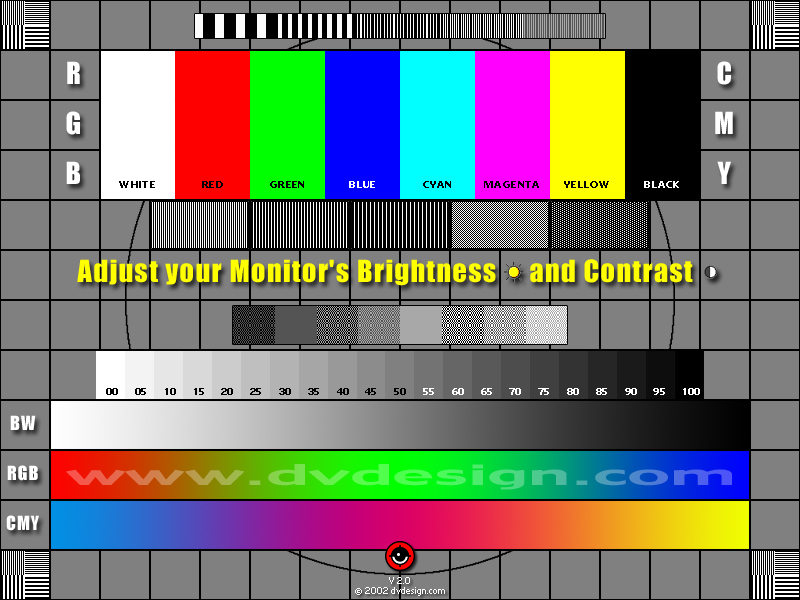 R
C
G
M
B
Y
WHITE RED GREEN BLUE CYAN MAGENTA YELLOW BLACK
Adjust your Monitor's Brightness and Contrast
00 05 10 15 20 25 30 35 40 45 50 55 60 65 70 75 80 85 90 95 100
BW
RGB
www.dvdesign.com
CMY
V 2.0
© 2002 dvdesign.com